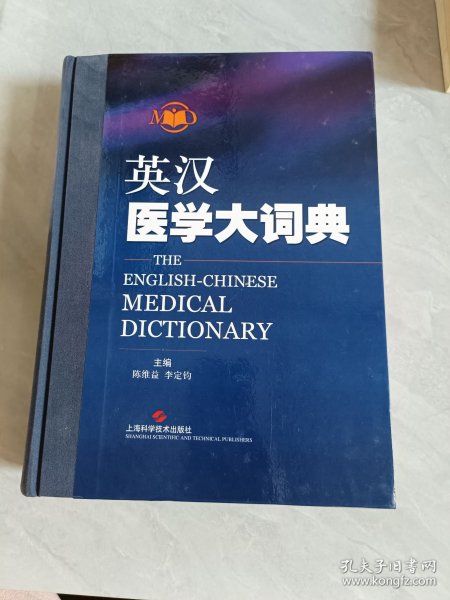 MD
英汉
医学大词典
THE
ENGLISH-CHINESE
MEDICAL
DICTIONARY
主编
陈维益 李定钧
上海科学技术出版社
SHANGHAI SCIENTIFIC AND TECHNICAL PUBLISHERS
孔夫子旧书网
www.kongfz.com